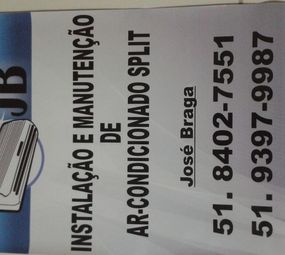 JB
INSTALAÇÃO E MANUTENÇÃO
DE
AR-CONDICIONADO SPLIT
José Braga
51. 8402-7551
51. 9397-9987